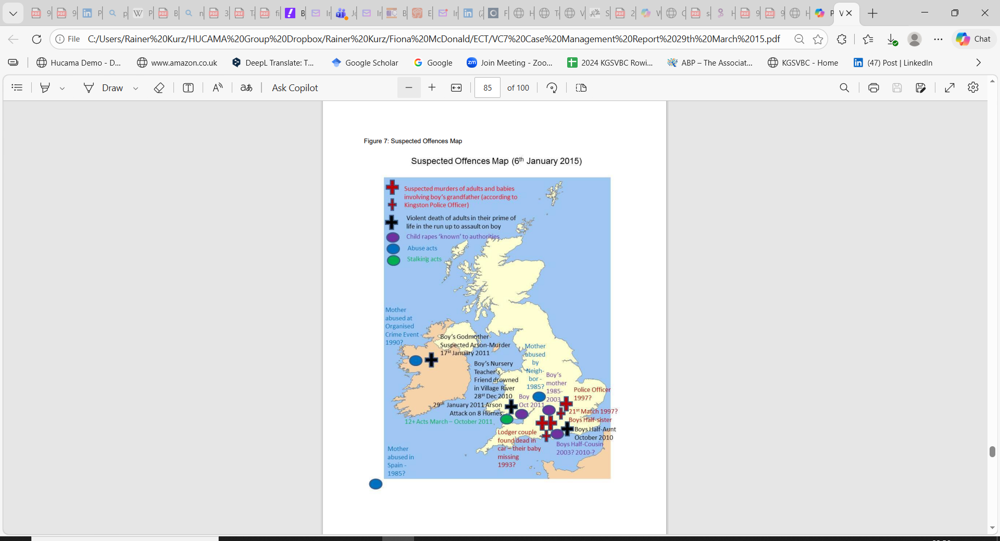 File C:/Users/Rainer%20Kurz/HUCAMA%20Group%20Dropbox/Rainer%20Kurz/Fiona%20McDonald/ECT/VC7%20Case%20Management%20Report%2029th%20March%2015.pdf
Chat
Hucama Demo - D...
www.amazon.co.uk
DeepL Translate: T...
Google Scholar
Google
Join Meeting - Zoo...
2024 KGSVBC Rowi...
ABP – The Associat...
KGSVBC - Home
(47) Post | LinkedIn
Draw
Ask Copilot
85 of 100
Figure 7: Suspected Offences Map
Suspected Offences Map (6th January 2015)
Suspected murders of adults and babies
involving boy's grandfather (according to
Kingston Police Officer)
Violent death of adults in their prime of
life in the run up to assault on boy
Child rapes 'known' to authorities
Abuse acts
Stalking acts
Mother
abused at
Organised
Crime Event -
1990?
Boy's Godmother
Suspected Arson-Murder
17st January 2011
Boy's Nursery
Teacher's
Friend drowned
in Village River
28st Dec 2010
Mother
abused
by
Neigh-
bor -
1985?
Boy's
mother
1985-
2003
Boy
Oct 2011
Police Officer
1997?
29th January 2011 Arson
Attack on 8 Homes
12+ Acts March – October 2011
21st March 1997?
Boys Half-sister
Boys Half-Aunt
October 2010
Lodger couple
found dead in
car – their baby
missing
1993?
Boys Half-Cousin
2003? 2010-?
Mother
abused in
Spain -
1985?